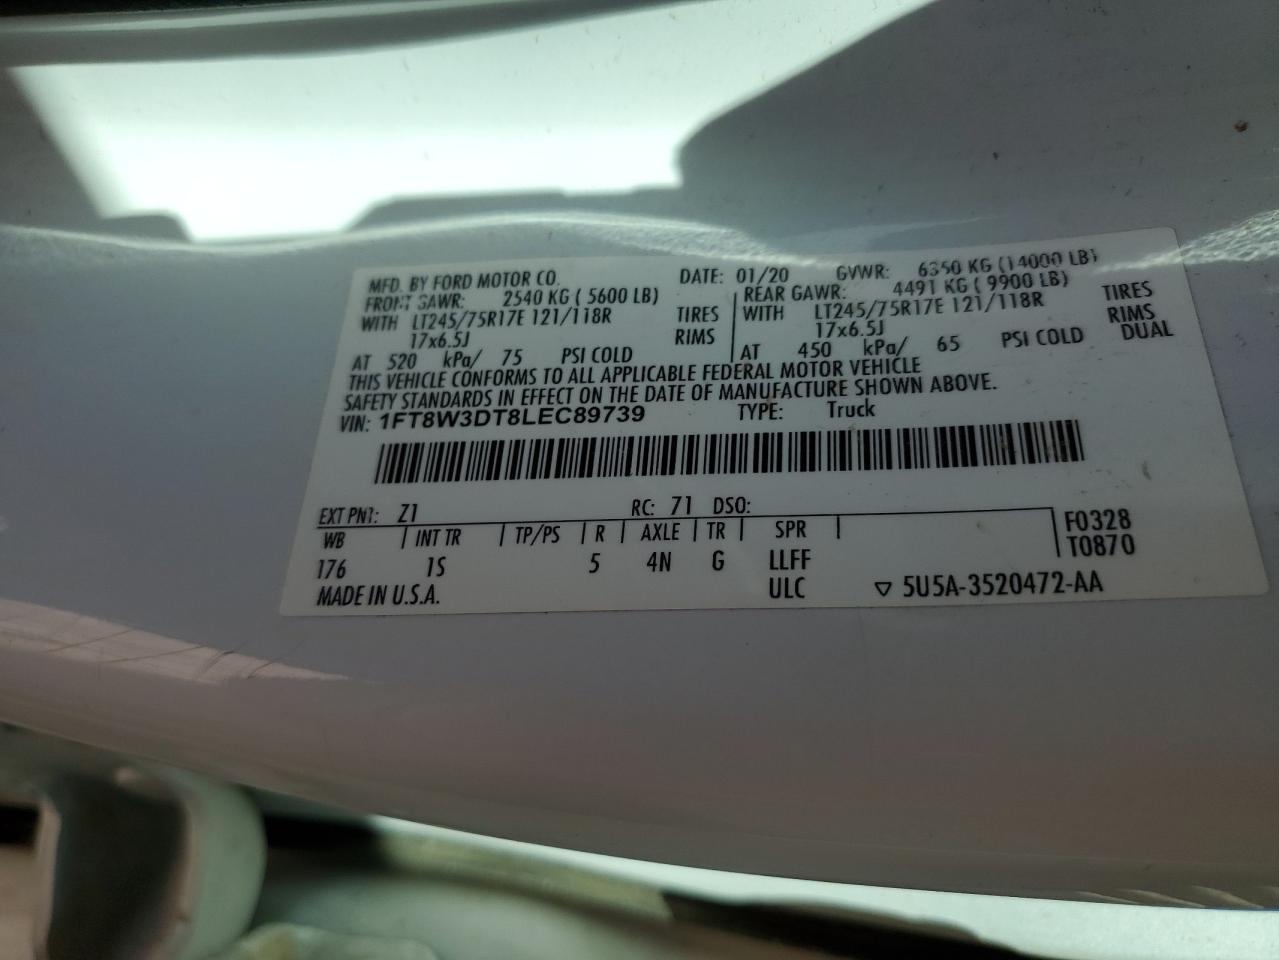 MFD. BY FORD MOTOR CO. DATE: 01/20 GVWR: 6350 KG (14000 LB)
FRONT GAWR: 2540 KG ( 5600 LB) REAR GAWR: 4491 KG ( 9900 LB)
WITH LT245/75R17E 121/118R TIRES WITH LT245/75R17E 121/118R TIRES
17x6.5J RIMS 17x6.5J RIMS
AT 520 kPa/ 75 PSI COLD AT 450 kPa/ 65 PSI COLD DUAL
THIS VEHICLE CONFORMS TO ALL APPLICABLE FEDERAL MOTOR VEHICLE
SAFETY STANDARDS IN EFFECT ON THE DATE OF MANUFACTURE SHOWN ABOVE.
VIN: 1FT8W3DT8LEC89739 TYPE: Truck
EXT PNT: Z1 RC: 71 DSO:
WB INT TR TP/PS R AXLE TR SPR F0328
176 1S 5 4N G LLFF T0870
MADE IN U.S.A. ULC ▽ 5U5A-3520472-AA